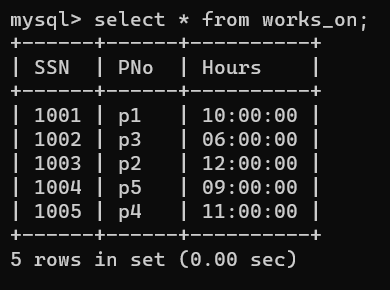 mysql> select * from works_on;
+------+------+----------+
| SSN  | PNo  | Hours    |
+------+------+----------+
| 1001 | p1   | 10:00:00 |
| 1002 | p3   | 06:00:00 |
| 1003 | p2   | 12:00:00 |
| 1004 | p5   | 09:00:00 |
| 1005 | p4   | 11:00:00 |
+------+------+----------+
5 rows in set (0.00 sec)